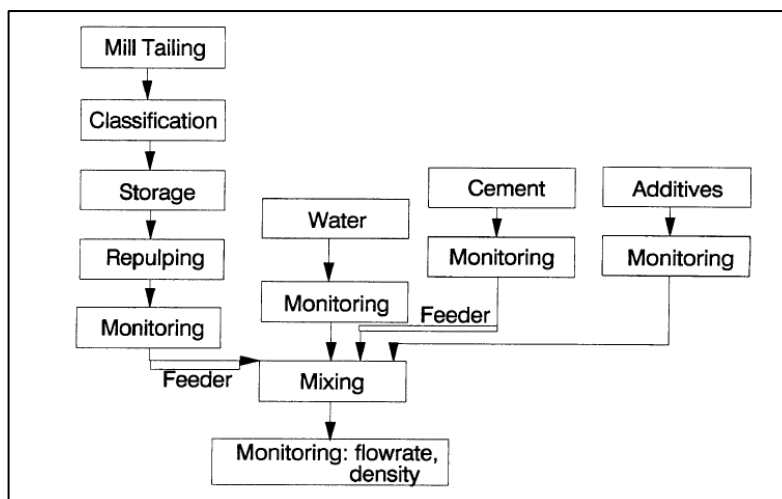 Mill Tailing
Classification
Storage
Repulping
Monitoring
Feeder
Water
Monitoring
Cement
Monitoring
Feeder
Additives
Monitoring
Mixing
Monitoring: flowrate,
density